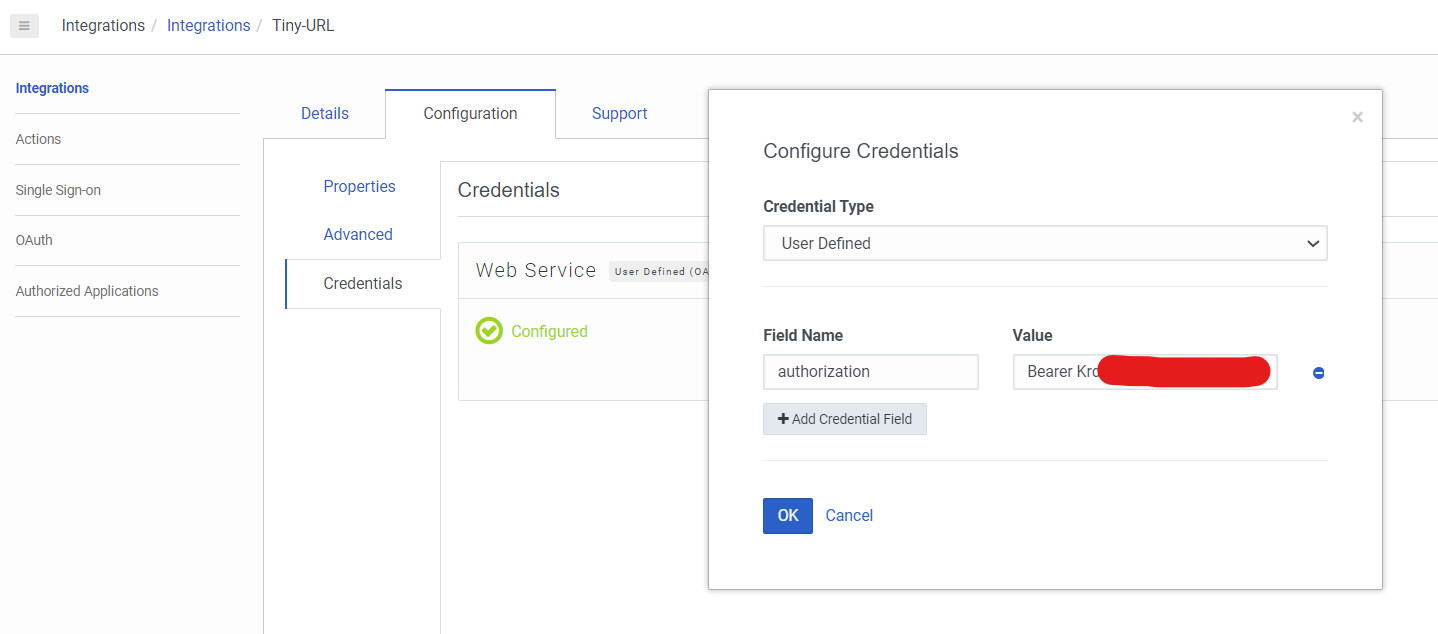 Integrations / Integrations / Tiny-URL
Integrations
Actions
Single Sign-on
OAuth
Authorized Applications
Details
Configuration
Support
Properties
Advanced
Credentials
Credentials
Web Service
User Defined (OA
Configured
×
Configure Credentials
Credential Type
User Defined
Field Name
Value
authorization
Bearer
Add Credential Field
OK
Cancel